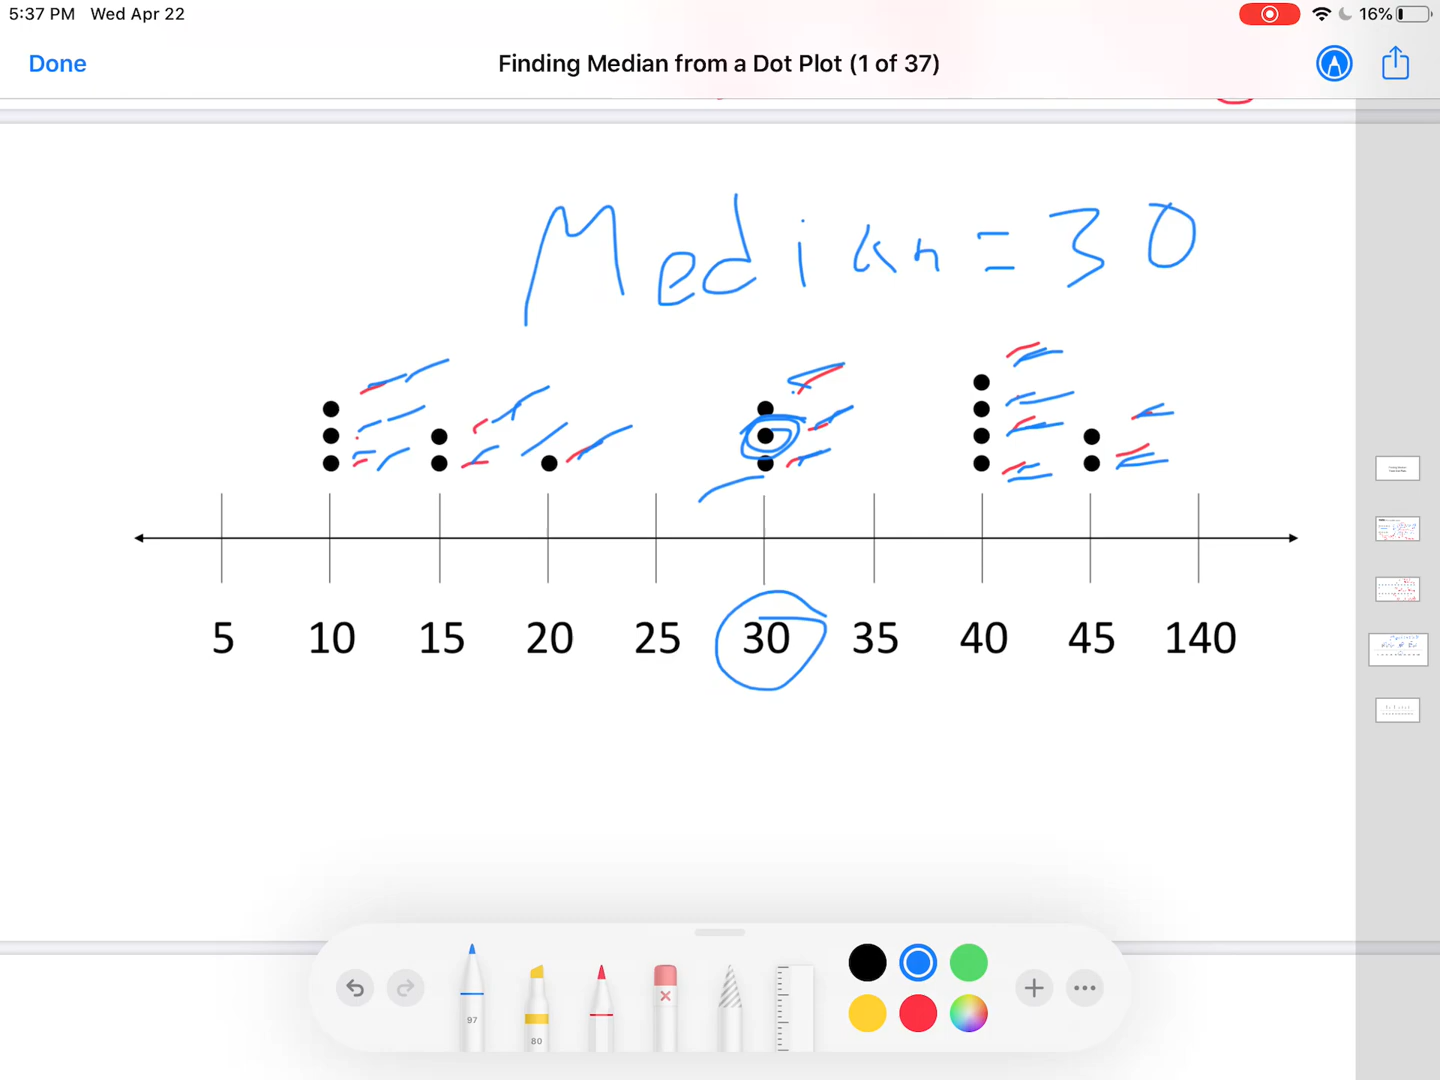 5:37 PM Wed Apr 22 16%
Done Finding Median from a Dot Plot (1 of 37)
Median = 30
5 10 15 20 25 30 35 40 45 140
97
80